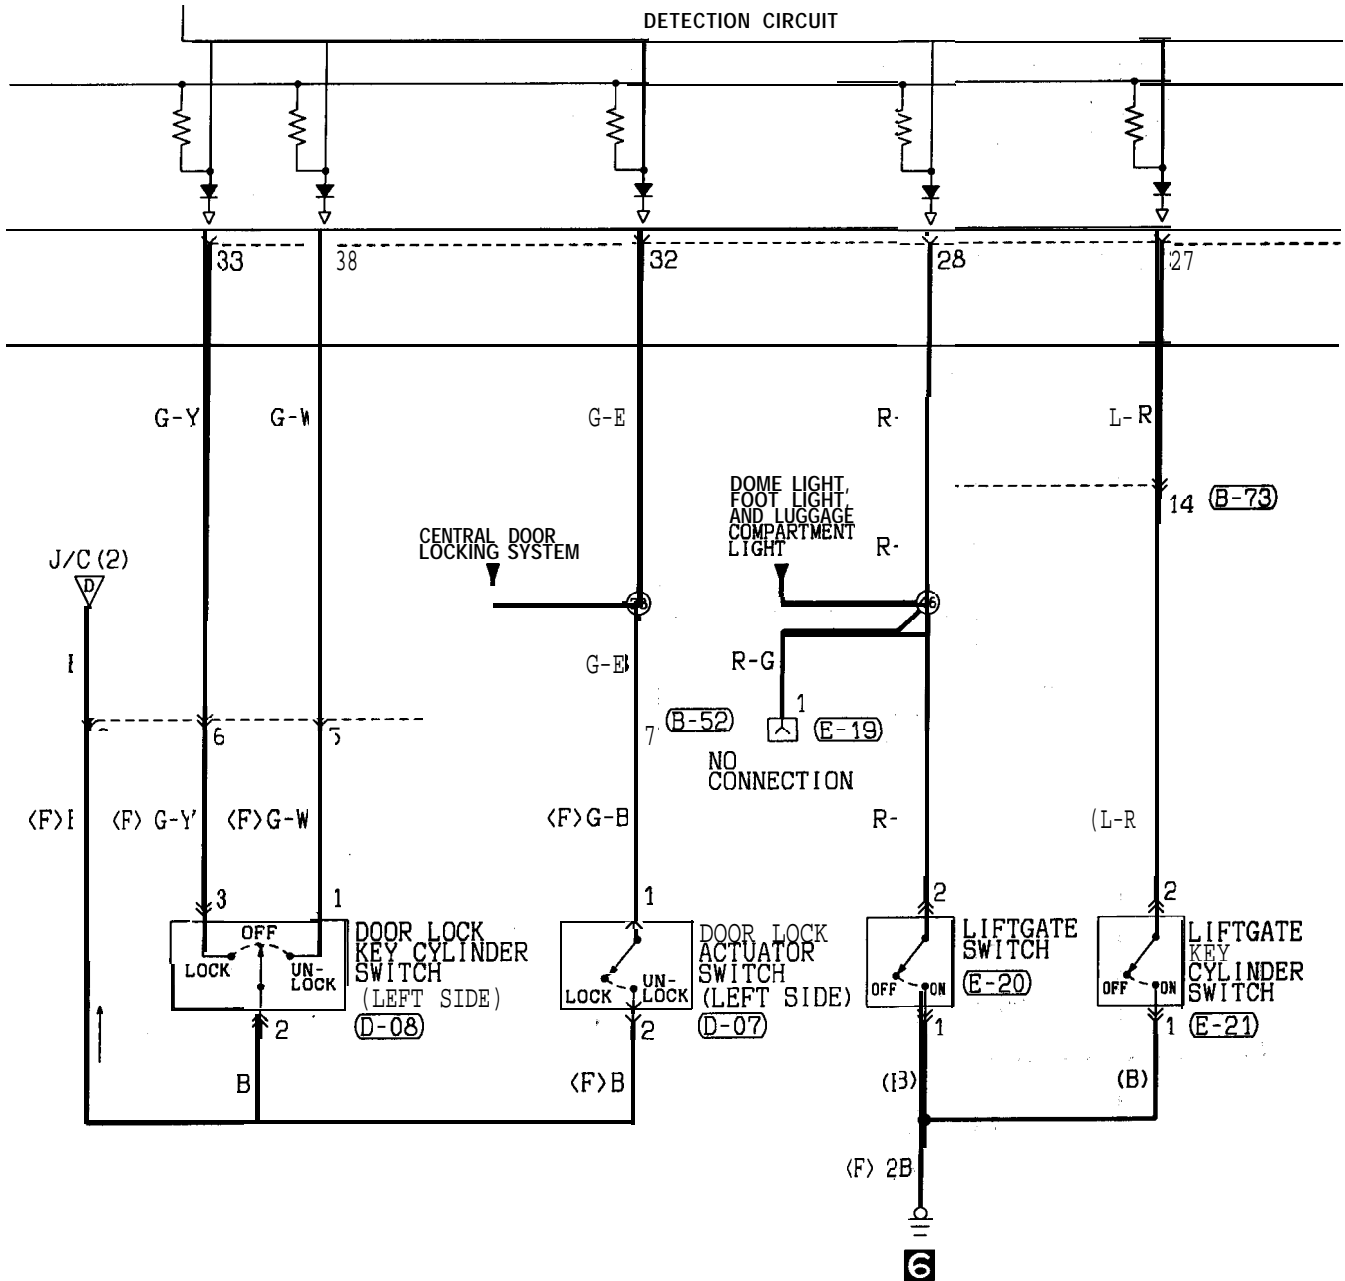 DETECTION CIRCUIT
33
38
32
28
27
G-Y
G-W
G-E
R-
L-R
14
B-73
DOME LIGHT,
FOOT LIGHT,
AND LUGGAGE
COMPARTMENT
LIGHT
R-
CENTRAL DOOR
LOCKING SYSTEM
J/C (2)
D
R-G
1
B-52
7
E-19
6
5
NO
CONNECTION
<F>
<F> G-Y
<F>G-W
<F>G-B
R-
(L-R
3
1
1
2
2
OFF
LOCK
UN-
LOCK
DOOR LOCK
KEY CYLINDER
SWITCH
(LEFT SIDE)
D-08
LOCK
UN-
LOCK
DOOR LOCK
ACTUATOR
SWITCH
(LEFT SIDE)
D-07
OFF
ON
LIFTGATE
SWITCH
E-20
OFF
ON
LIFTGATE
KEY
CYLINDER
SWITCH
E-21
2
2
1
1
B
<F>B
(B)
(B)
<F> 2B
6